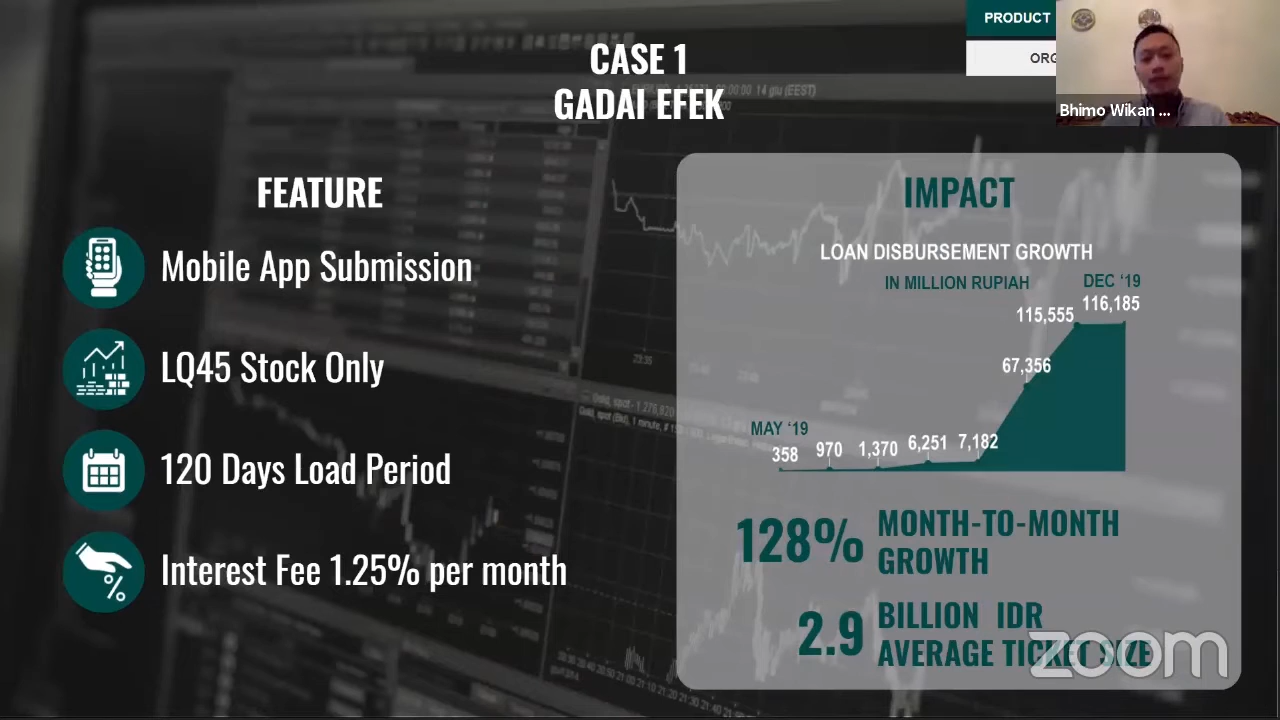 PRODUCT
ORG
Bhimo Wikan ...
CASE 1
GADAI EFEK
FEATURE
Mobile App Submission
LQ45 Stock Only
120 Days Load Period
Interest Fee 1.25% per month
IMPACT
LOAN DISBURSEMENT GROWTH
IN MILLION RUPIAH
DEC ‘19
115,555
116,185
67,356
MAY ‘19
358
970
1,370
6,251
7,182
128%
MONTH-TO-MONTH
GROWTH
2.9
BILLION IDR
AVERAGE TICKET SIZE
zoom